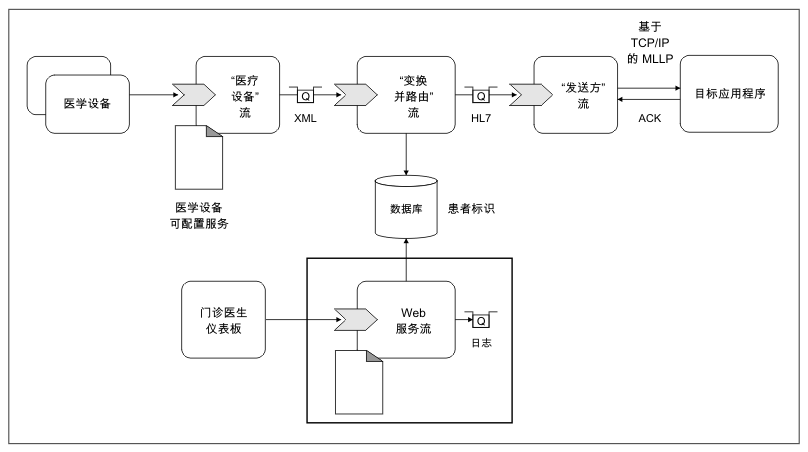 基于
TCP/IP
的 MLLP
医学设备
“医疗
设备”
流
Q
XML
“变换
并路由”
流
Q
HL7
“发送方”
流
ACK
目标应用程序
医学设备
可配置服务
数据库
患者标识
门诊医生
仪表板
Web
服务流
Q
日志